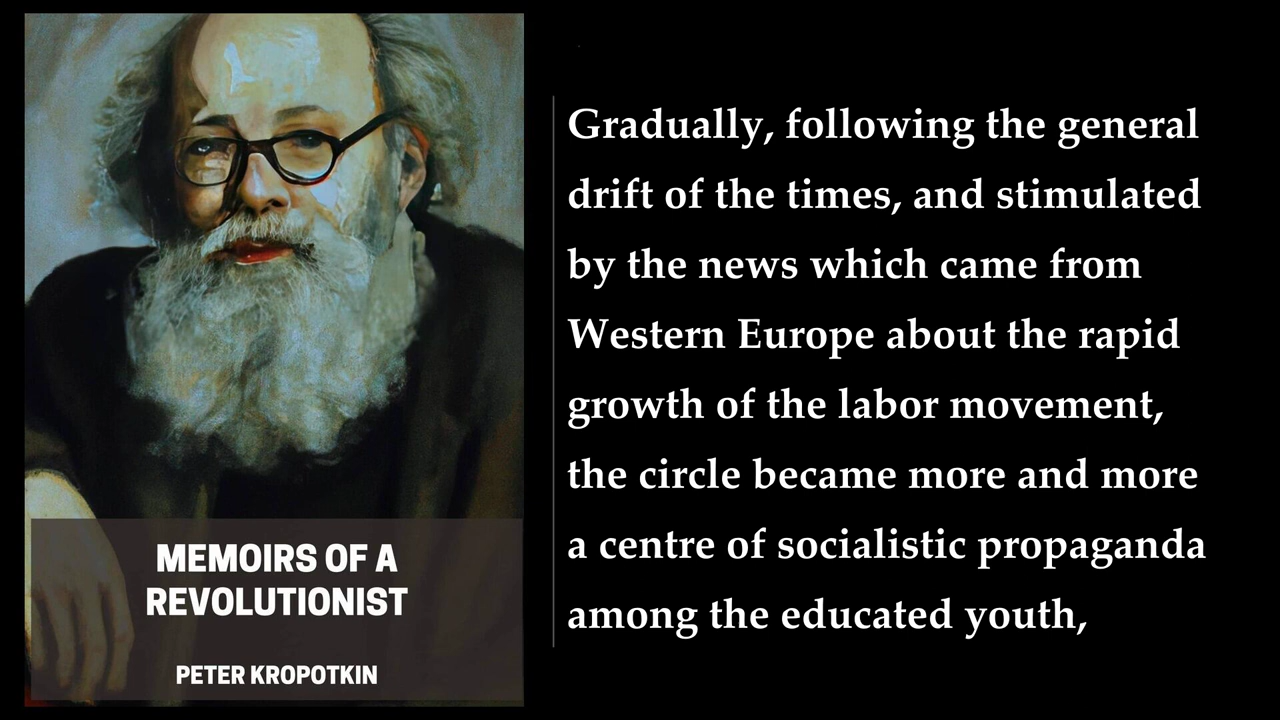 MEMOIRS OF A
REVOLUTIONIST
PETER KROPOTKIN
Gradually, following the general
drift of the times, and stimulated
by the news which came from
Western Europe about the rapid
growth of the labor movement,
the circle became more and more
a centre of socialistic propaganda
among the educated youth,